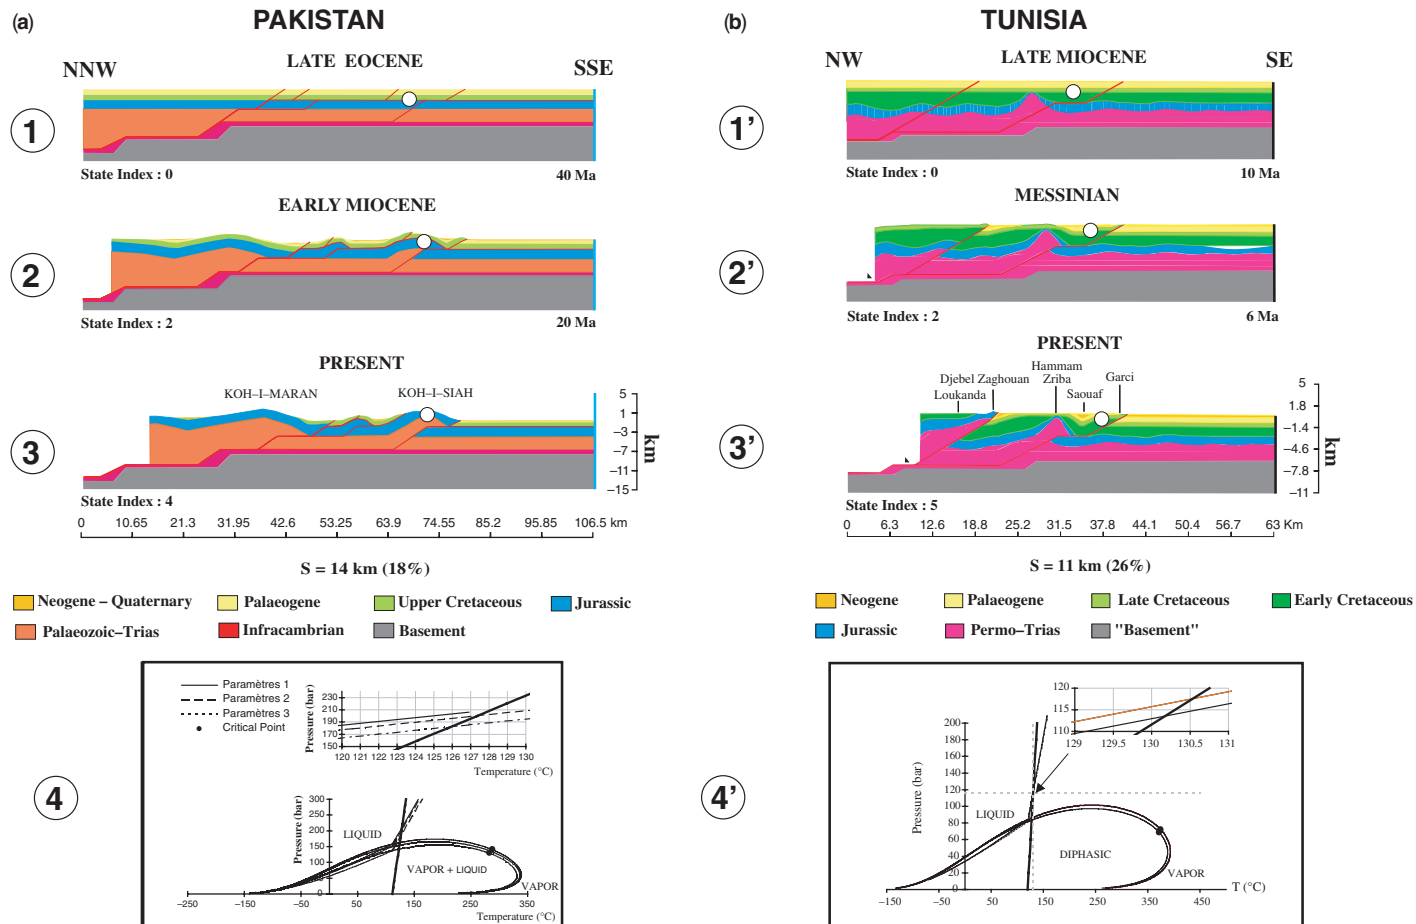 (a) PAKISTAN
NNW LATE EOCENE SSE
1
State Index : 0 40 Ma
EARLY MIOCENE
2
State Index : 2 20 Ma
PRESENT
KOH–I–MARAN KOH–I–SIAH
3
5
1
−3
−7
−11
−15
km
State Index : 4
0 10.65 21.3 31.95 42.6 53.25 63.9 74.55 85.2 95.85 106.5 km
S = 14 km (18%)
Neogene – Quaternary Palaeogene Upper Cretaceous Jurassic
Palaeozoic–Trias Infracambrian Basement
4
Paramètres 1
Paramètres 2
Paramètres 3
Critical Point
Pressure (bar)
230
210
190
170
150
120 121 122 123 124 125 126 127 128 129 130
Temperature (°C)
Pressure (bar)
300
250
200
150
100
50
0
LIQUID
VAPOR + LIQUID
VAPOR
−250 −150 −50 50 150 250 350
Temperature (°C)
(b) TUNISIA
NW LATE MIOCENE SE
1’
State Index : 0 10 Ma
MESSINIAN
2’
State Index : 2 6 Ma
PRESENT
Hammam
Djebel Zaghouan Zriba Garci
Loukanda Saouaf
3’
5
1.8
−1.4
−4.6
−7.8
−11
km
State Index : 5
0 6.3 12.6 18.8 25.2 31.5 37.8 44.1 50.4 56.7 63 Km
S = 11 km (26%)
Neogene Palaeogene Late Cretaceous Early Cretaceous
Jurassic Permo–Trias "Basement"
4’
120
115
110
129 129.5 130 130.5 131
Pressure (bar)
200
180
160
140
120
100
80
60
40
20
0
LIQUID
DIPHASIC
VAPOR
−150 −50 50 150 250 350 450 T (°C)